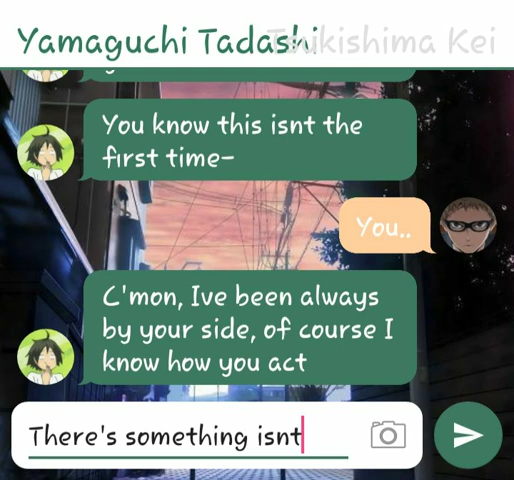 Yamaguchi Tadashi Tsukishima Kei
You know this isnt the
first time-
You..
C'mon, Ive been always
by your side, of course I
know how you act
There's something isnt